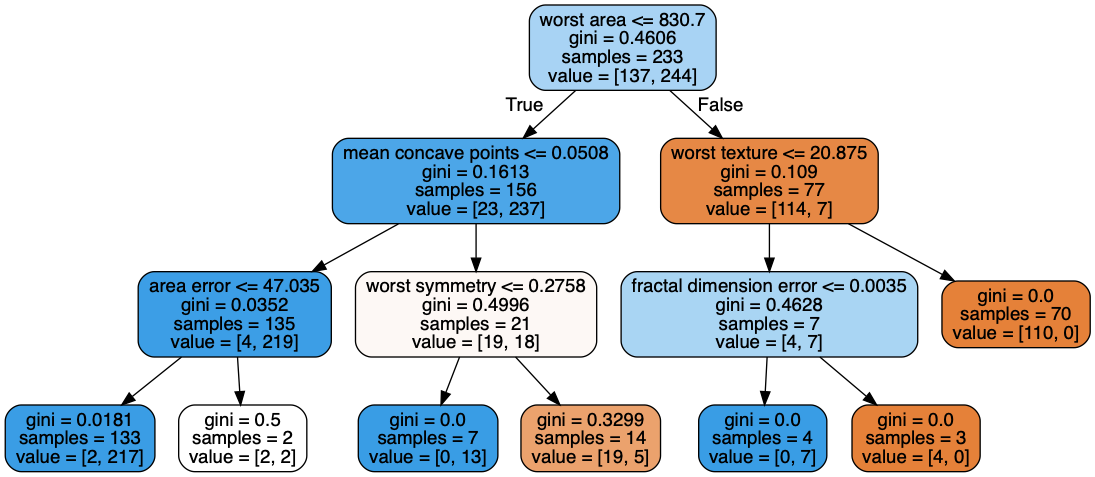 worst area <= 830.7
gini = 0.4606
samples = 233
value = [137, 244]
True
False
mean concave points <= 0.0508
gini = 0.1613
samples = 156
value = [23, 237]
worst texture <= 20.875
gini = 0.109
samples = 77
value = [114, 7]
area error <= 47.035
gini = 0.0352
samples = 135
value = [4, 219]
worst symmetry <= 0.2758
gini = 0.4996
samples = 21
value = [19, 18]
fractal dimension error <= 0.0035
gini = 0.4628
samples = 7
value = [4, 7]
gini = 0.0
samples = 70
value = [110, 0]
gini = 0.0181
samples = 133
value = [2, 217]
gini = 0.5
samples = 2
value = [2, 2]
gini = 0.0
samples = 7
value = [0, 13]
gini = 0.3299
samples = 14
value = [19, 5]
gini = 0.0
samples = 4
value = [0, 7]
gini = 0.0
samples = 3
value = [4, 0]